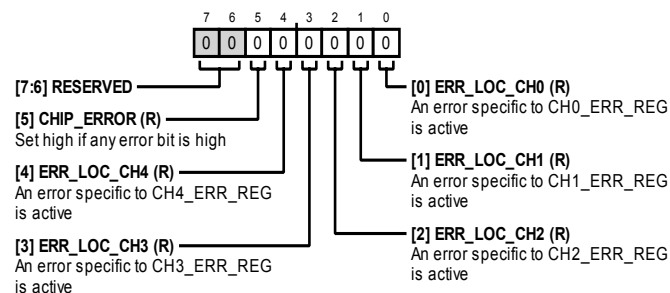 7 6 5 4 3 2 1 0
0 0 0 0 0 0 0 0
[7:6] RESERVED
[5] CHIP_ERROR (R)
Set high if any error bit is high
[4] ERR_LOC_CH4 (R)
An error specific to CH4_ERR_REG
is active
[3] ERR_LOC_CH3 (R)
An error specific to CH3_ERR_REG
is active
[0] ERR_LOC_CH0 (R)
An error specific to CH0_ERR_REG
is active
[1] ERR_LOC_CH1 (R)
An error specific to CH1_ERR_REG
is active
[2] ERR_LOC_CH2 (R)
An error specific to CH2_ERR_REG
is active